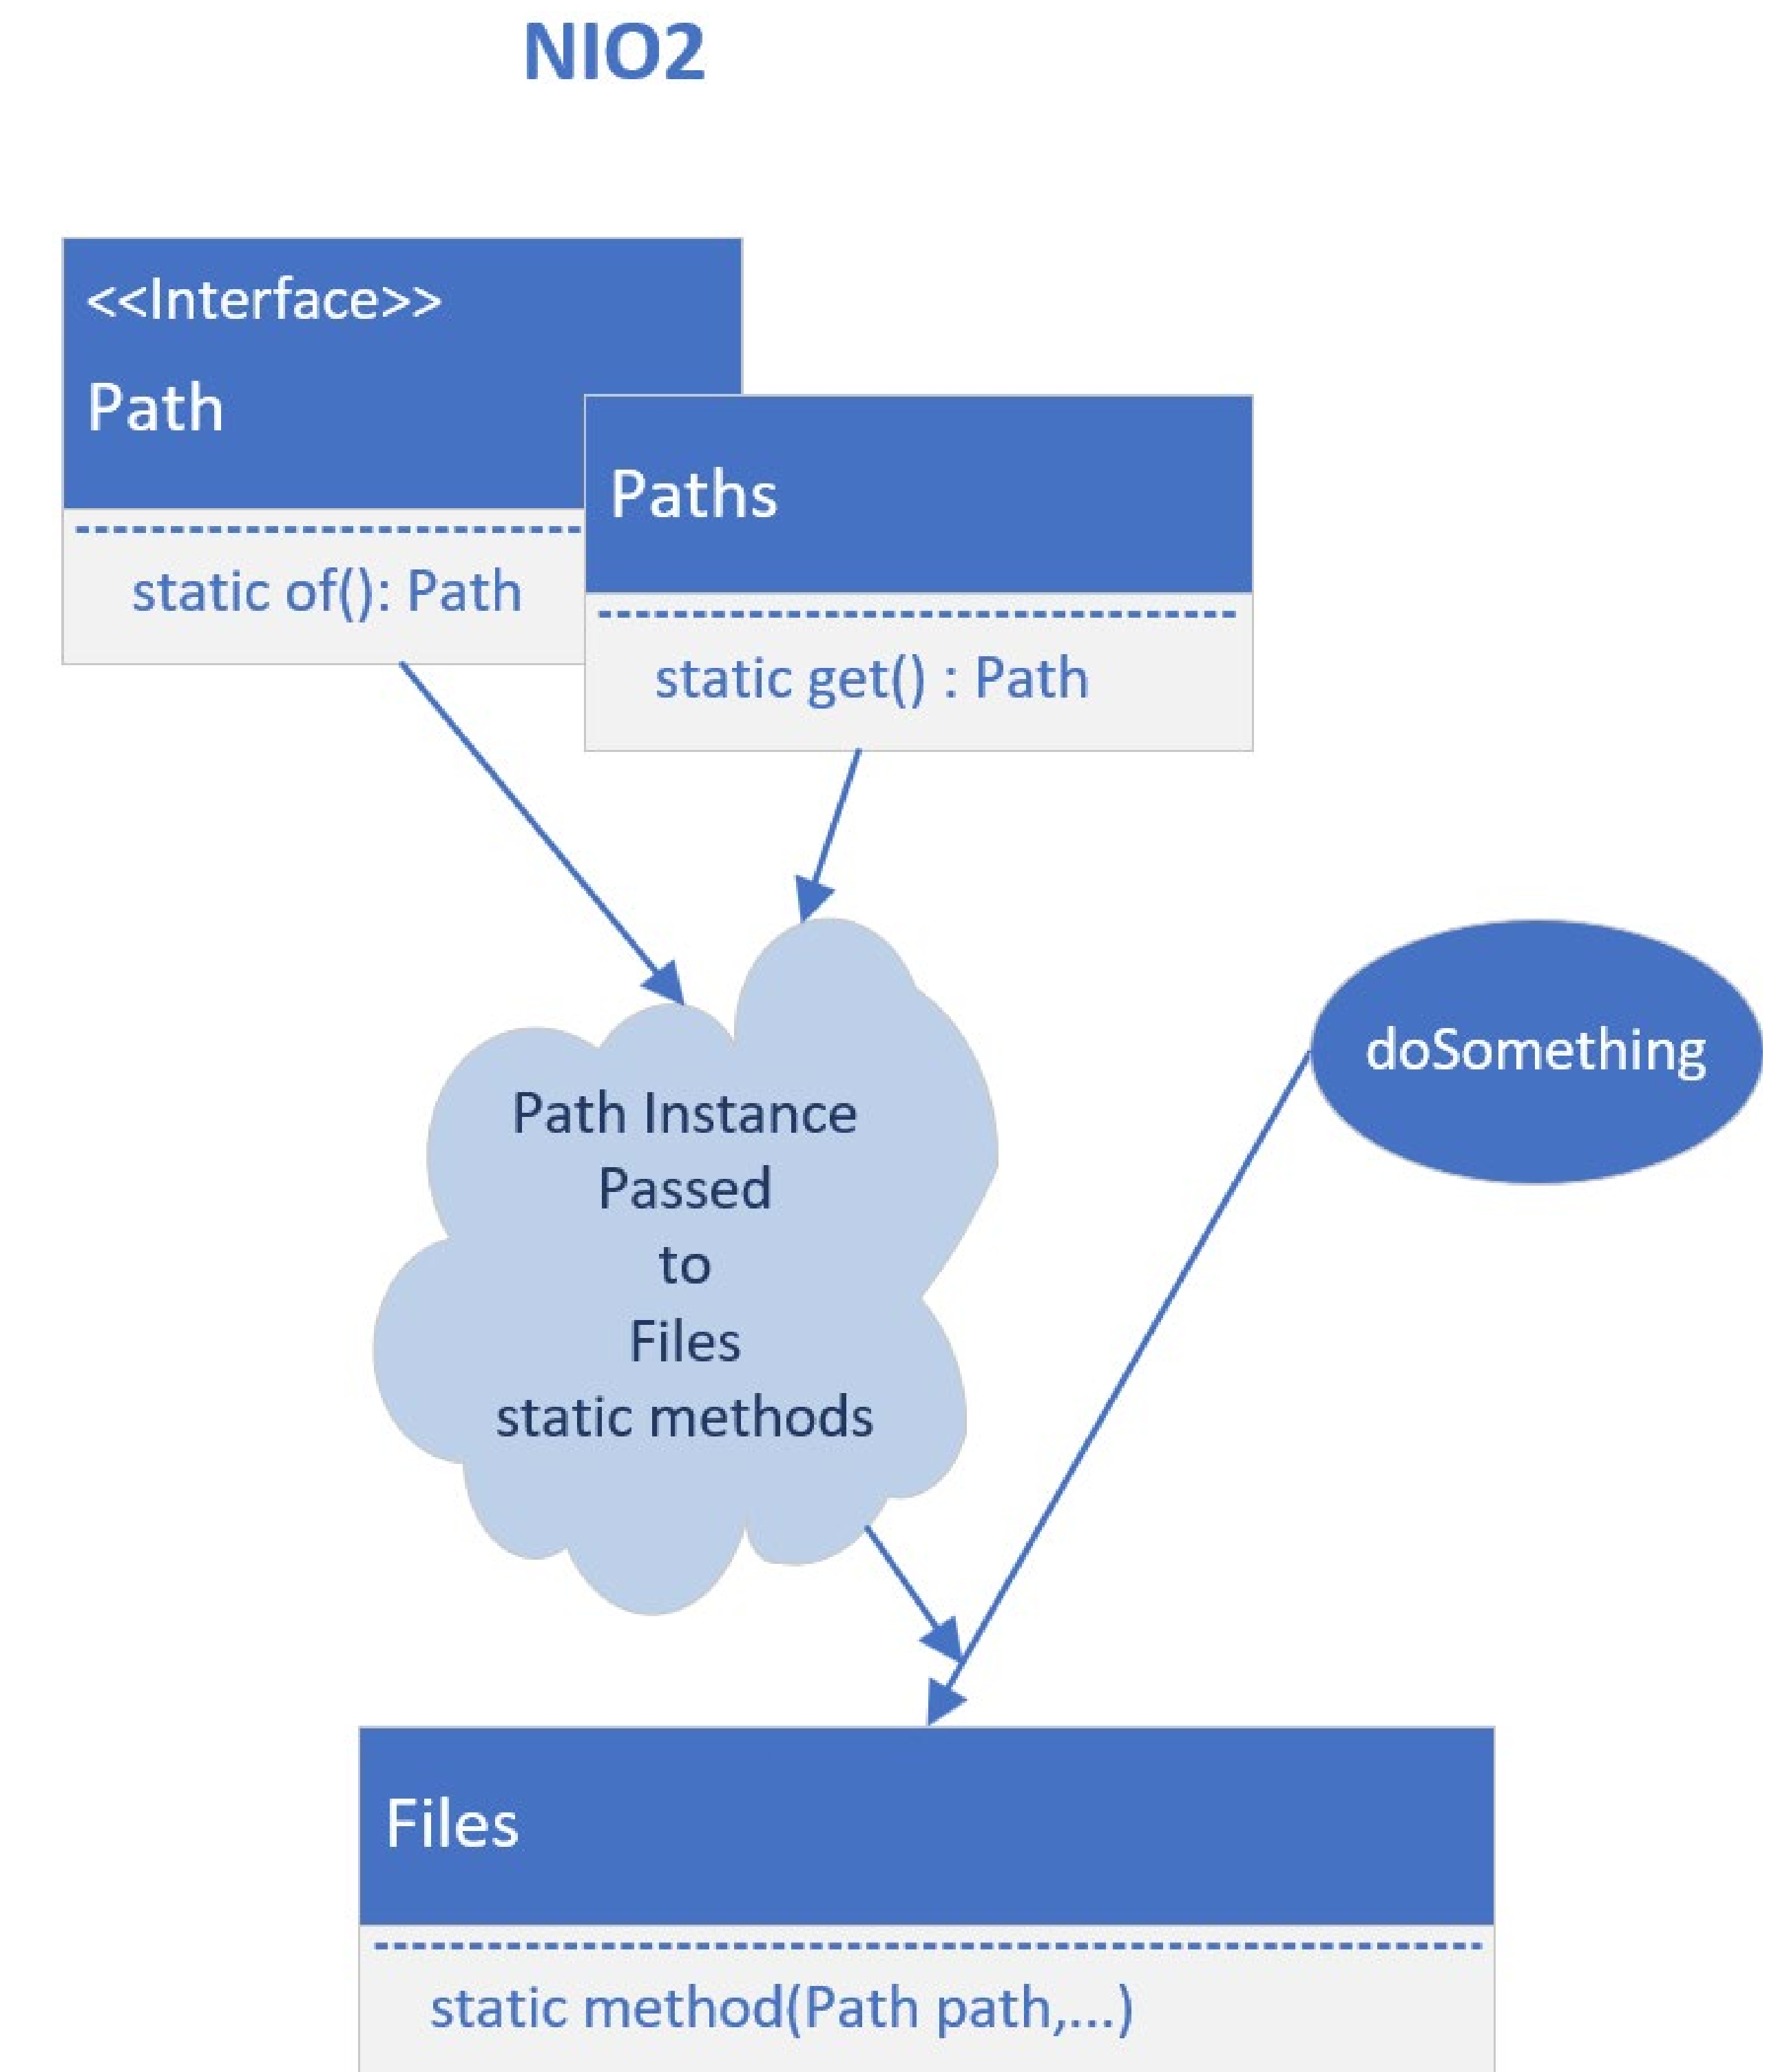 NIO2
<<Interface>>
Path
static of(): Path
Paths
static get() : Path
Path Instance
Passed
to
Files
static methods
doSomething
Files
static method(Path path,...)